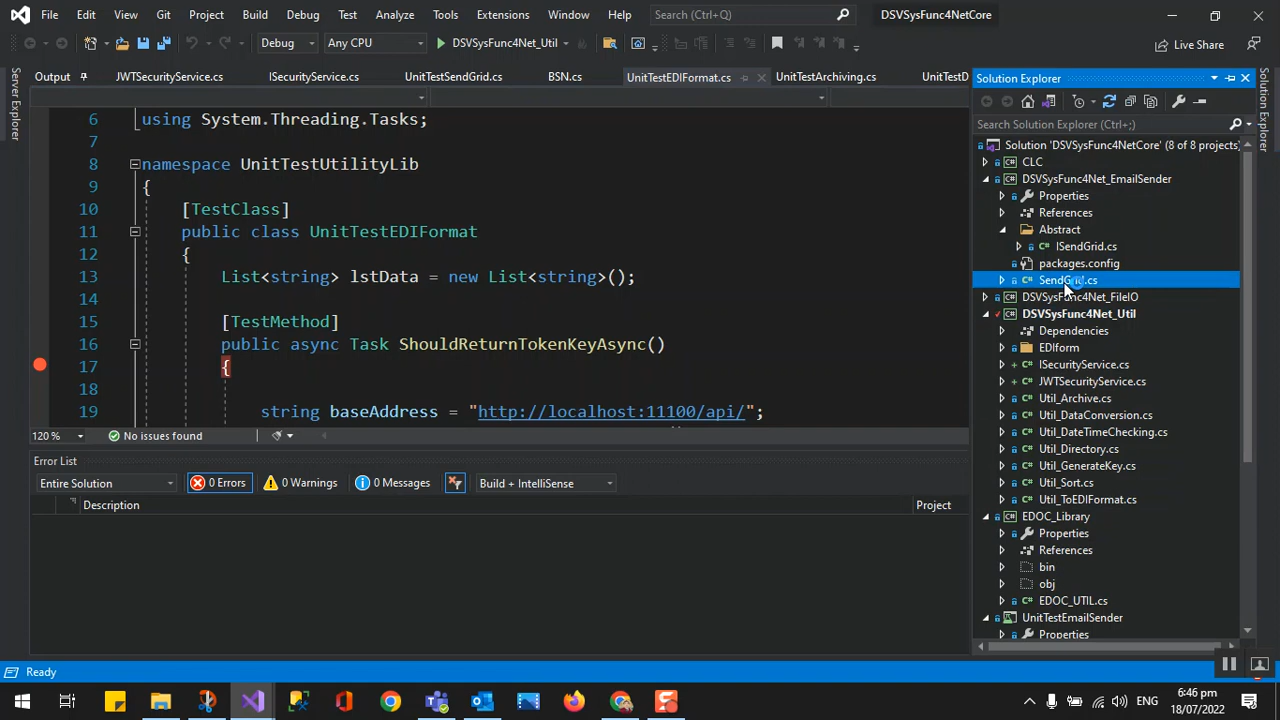 File Edit View Git Project Build Debug Test Analyze Tools Extensions Window Help Search (Ctrl+Q) DSVSysFunc4NetCore
Debug Any CPU DSVSysFunc4Net_Util Live Share
Server Explorer
Output JWTSecurityService.cs ISecurityService.cs UnitTestSendGrid.cs BSN.cs UnitTestEDIFormat.cs UnitTestArchiving.cs UnitTestD
6 using System.Threading.Tasks;
7
8 namespace UnitTestUtilityLib
9 {
10 [TestClass]
11 public class UnitTestEDIFormat
12 {
13 List<string> lstData = new List<string>();
14
15 [TestMethod]
16 public async Task ShouldReturnTokenKeyAsync()
17 {
18
19 string baseAddress = "http://localhost:11100/api/";
120 % No issues found
Error List
Entire Solution 0 Errors 0 Warnings 0 Messages Build + IntelliSense
Description Project
Solution Explorer
Search Solution Explorer (Ctrl+;)
Solution 'DSVSysFunc4NetCore' (8 of 8 projects)
CLC
DSVSysFunc4Net_EmailSender
Properties
References
Abstract
ISendGrid.cs
packages.config
SendGrid.cs
DSVSysFunc4Net_FileIO
DSVSysFunc4Net_Util
Dependencies
EDIform
ISecurityService.cs
JWTSecurityService.cs
Util_Archive.cs
Util_DataConversion.cs
Util_DateTimeChecking.cs
Util_Directory.cs
Util_GenerateKey.cs
Util_Sort.cs
Util_ToEDIFormat.cs
EDOC_Library
Properties
References
bin
obj
EDOC_UTIL.cs
UnitTestEmailSender
Properties
Solution Explorer
Ready
ENG 6:46 pm
18/07/2022